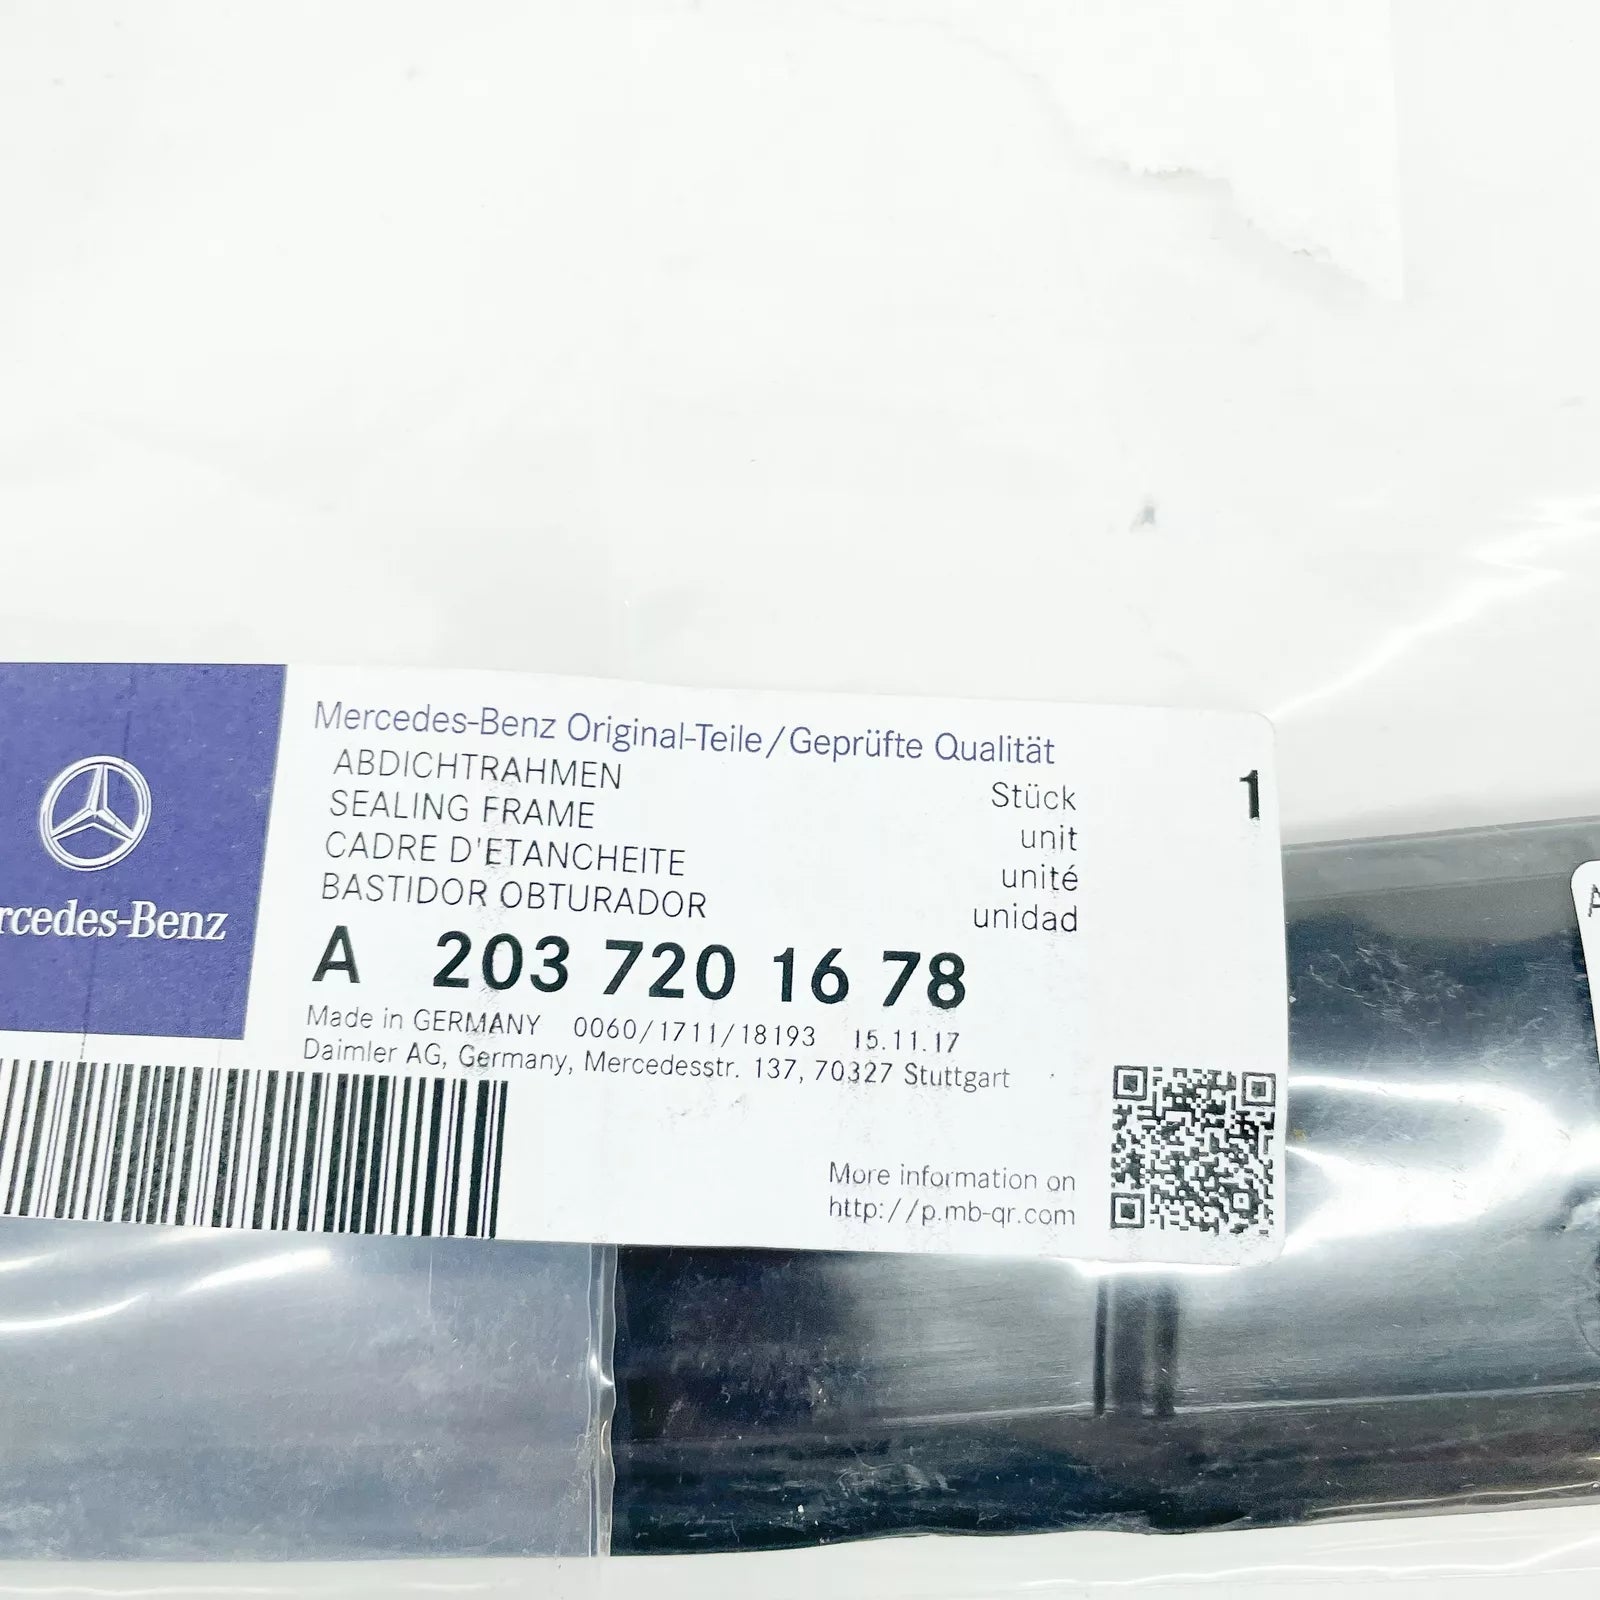 Mercedes-Benz Original-Teile/Geprüfte Qualität
ABDICHTRAHMEN
SEALING FRAME
CADRE D'ETANCHEITE
BASTIDOR OBTURADOR
Stück 1
unit
unité
unidad
A 203 720 16 78
Made in GERMANY 0060/1711/18193 15.11.17
Daimler AG, Germany, Mercedesstr. 137, 70327 Stuttgart
More information on
http://p.mb-qr.com
rcedes-Benz
A